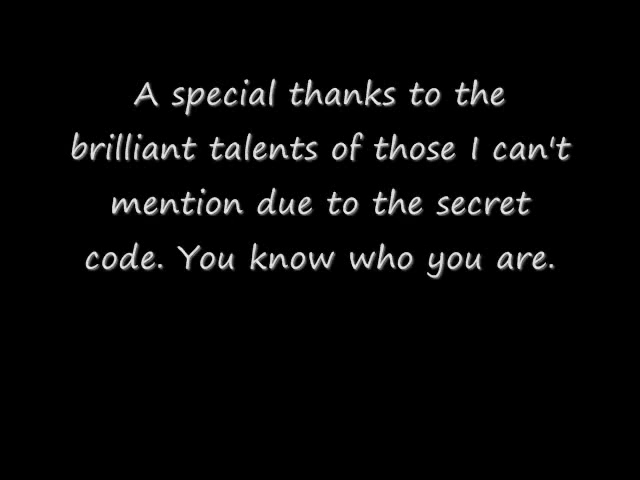 A special thanks to the
brilliant talents of those I can't
mention due to the secret
code. You know who you are.